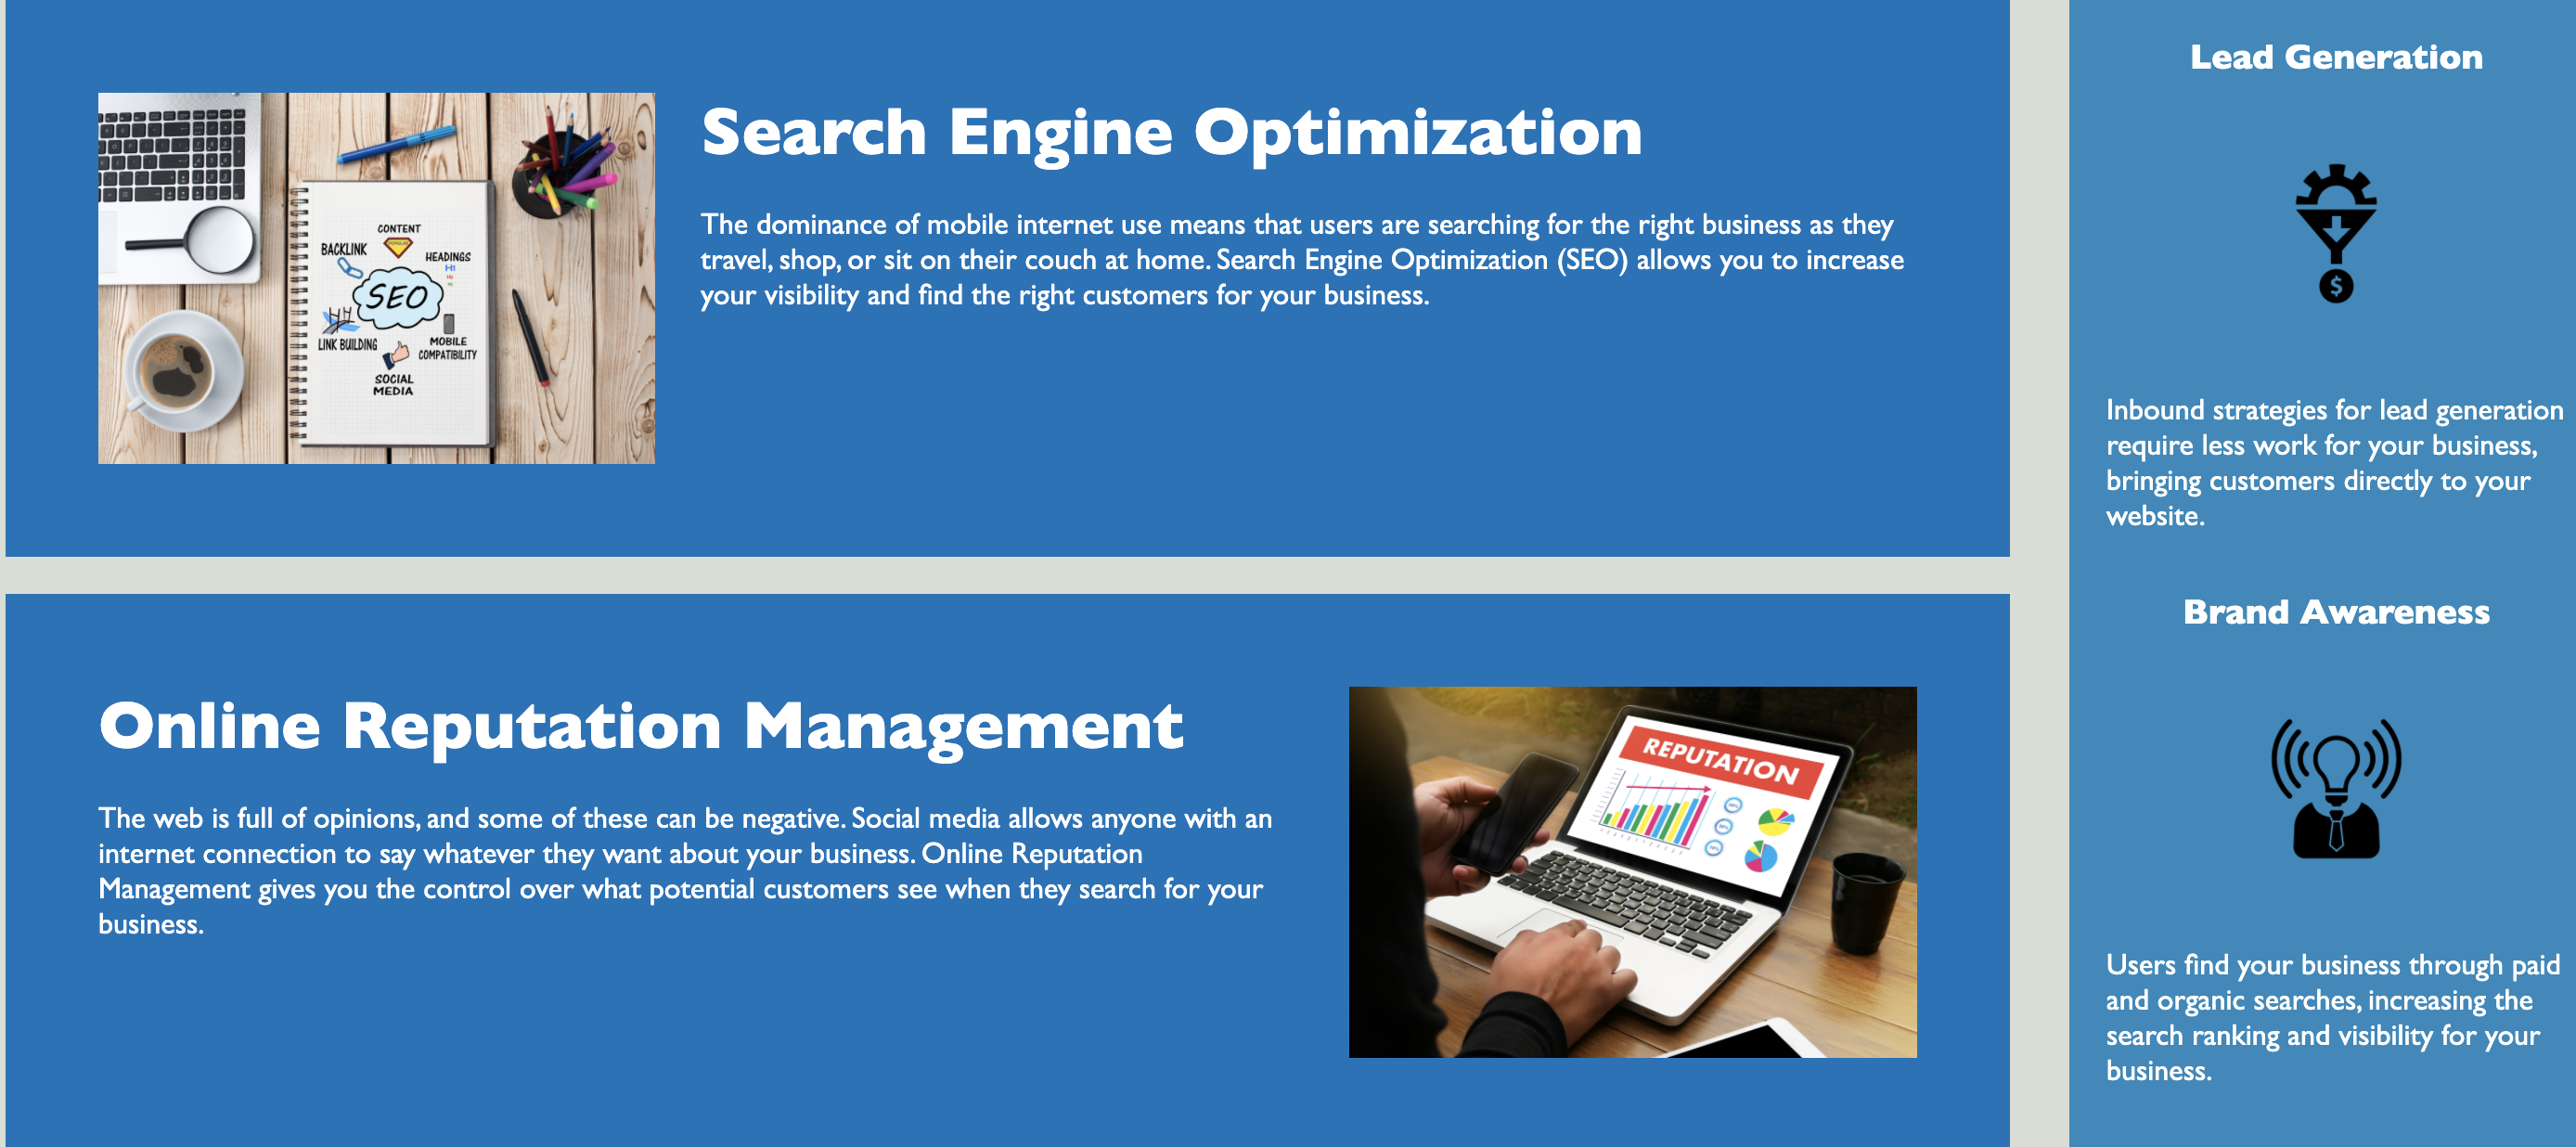 Search Engine Optimization
The dominance of mobile internet use means that users are searching for the right business as they
travel, shop, or sit on their couch at home. Search Engine Optimization (SEO) allows you to increase
your visibility and find the right customers for your business.
CONTENT
BACKLINK
HEADINGS
H1
SEO
LINK BUILDING
MOBILE
COMPATIBILITY
SOCIAL
MEDIA
Online Reputation Management
The web is full of opinions, and some of these can be negative. Social media allows anyone with an
internet connection to say whatever they want about your business. Online Reputation
Management gives you the control over what potential customers see when they search for your
business.
REPUTATION
Lead Generation
$
Inbound strategies for lead generation
require less work for your business,
bringing customers directly to your
website.
Brand Awareness
Users find your business through paid
and organic searches, increasing the
search ranking and visibility for your
business.